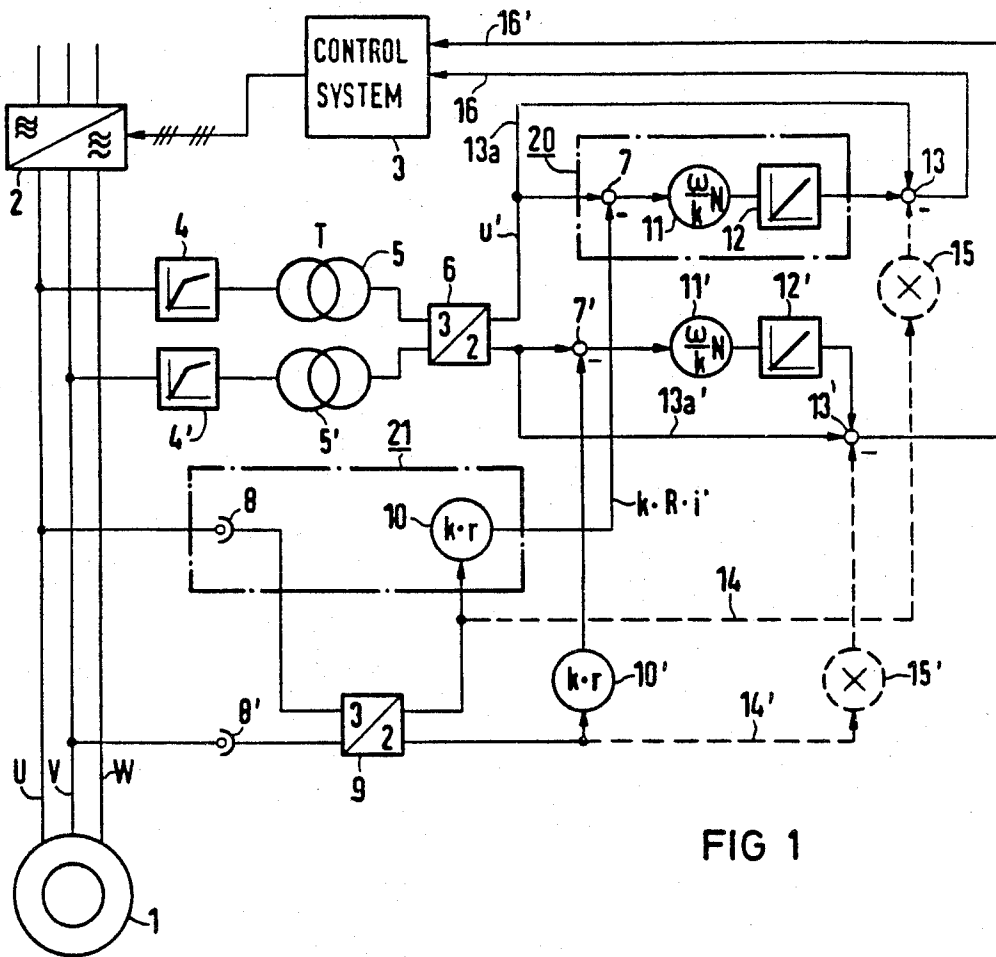 16'
CONTROL
SYSTEM
16
3
2
13a
20
7
-
11
ω/k N
12
13
-
u'
4
T
5
6
3
2
15
×
7'
-
11'
ω/k N
12'
4'
5'
13a'
13'
-
21
8
10
k·r
k·R·i'
14
8'
3
2
9
k·r
10'
14'
×
15'
U
V
W
1
FIG 1